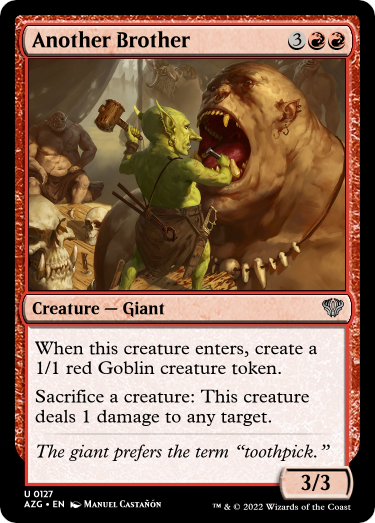 Another Brother 3
Creature — Giant
When this creature enters, create a
1/1 red Goblin creature token.
Sacrifice a creature: This creature
deals 1 damage to any target.
The giant prefers the term “toothpick.”
3/3
U 0127
AZG • EN Manuel Castañón
™ & © 2022 Wizards of the Coast